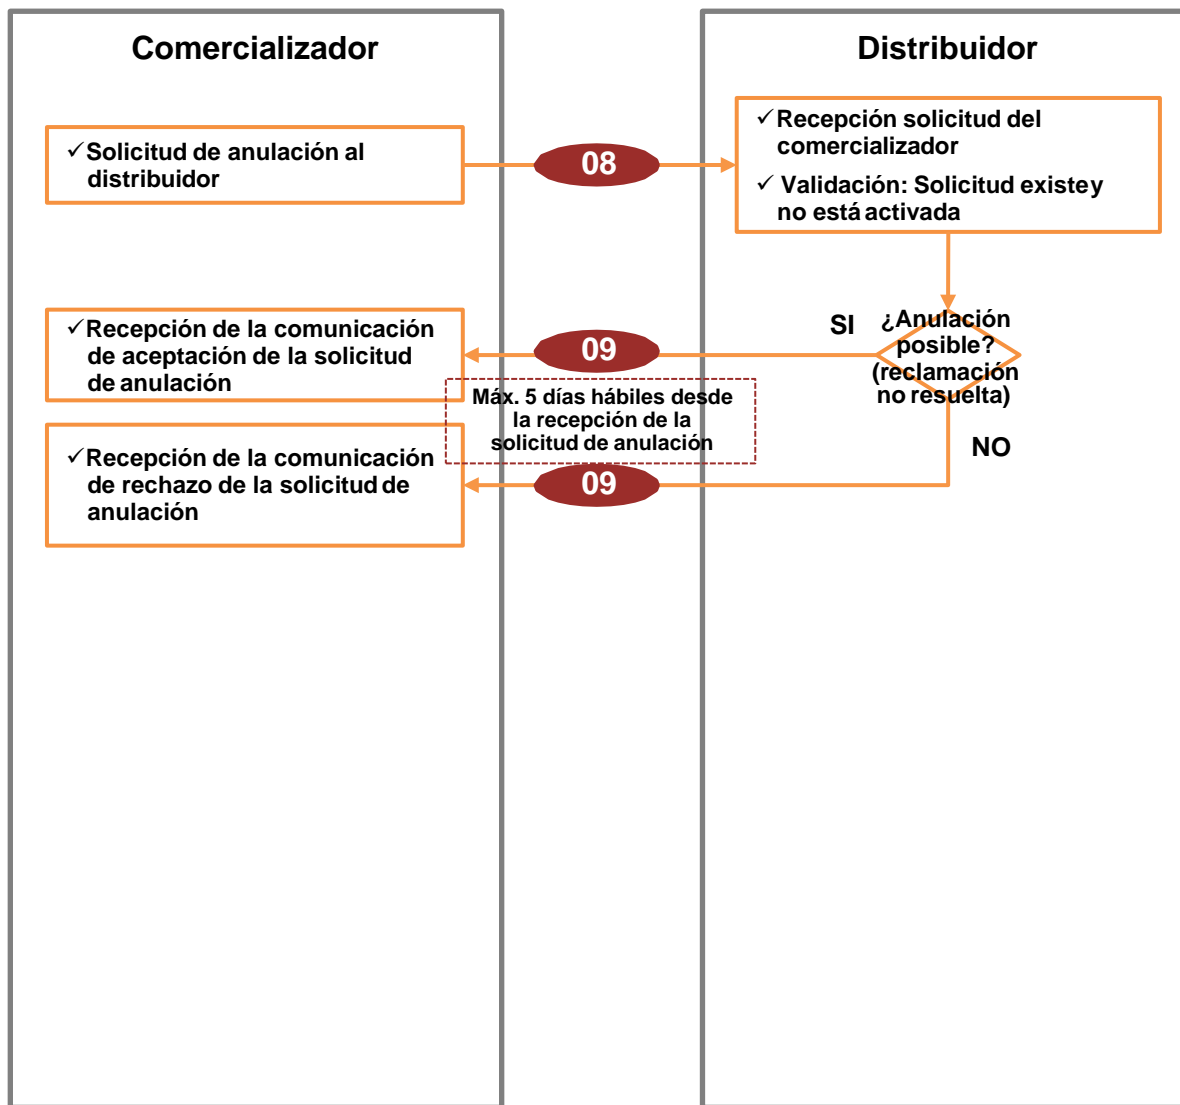 Comercializador
Distribuidor
✓Solicitud de anulación al
distribuidor
08
✓Recepción solicitud del
comercializador
✓ Validación: Solicitud existe y
no está activada
✓Recepción de la comunicación
de aceptación de la solicitud
de anulación
09
SI
¿Anulación
posible?
(reclamación
no resuelta)
Máx. 5 días hábiles desde
la recepción de la
solicitud de anulación
NO
✓Recepción de la comunicación
de rechazo de la solicitud de
anulación
09